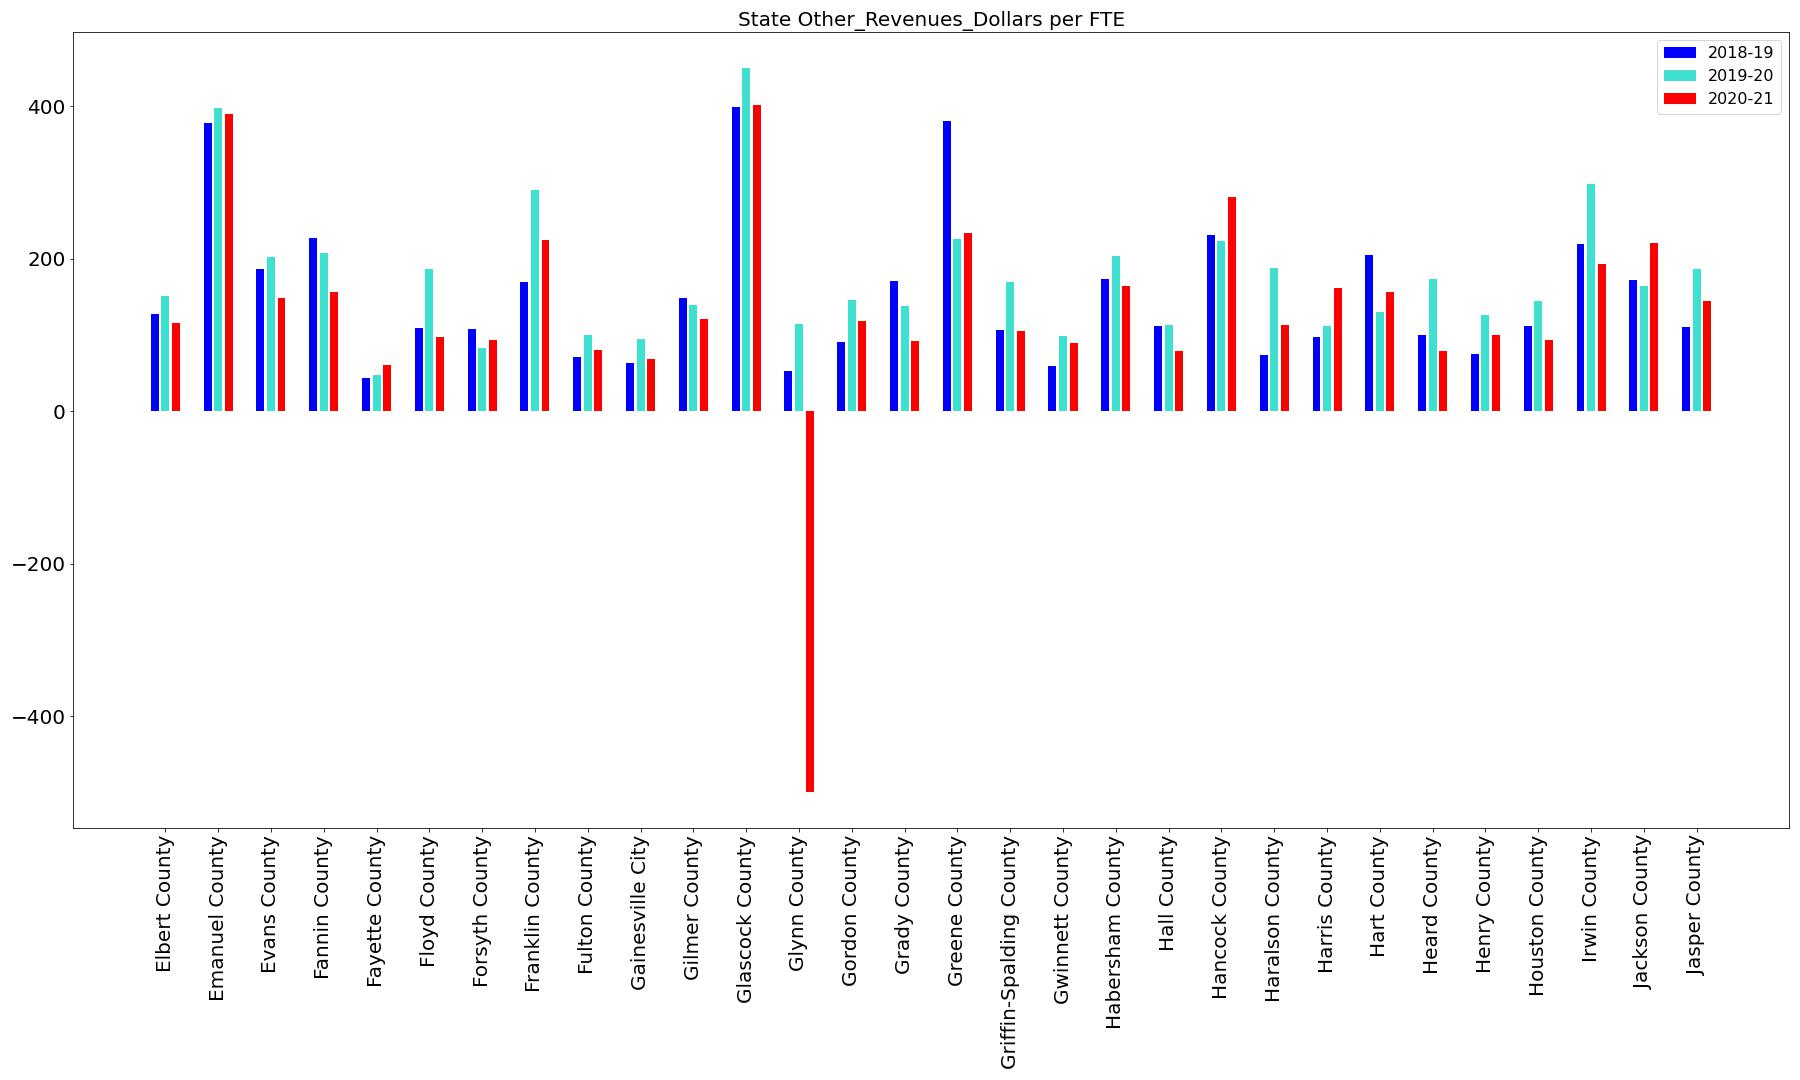 State Other_Revenues_Dollars per FTE
2018-19
2019-20
2020-21
400
200
0
−200
−400
Elbert County
Emanuel County
Evans County
Fannin County
Fayette County
Floyd County
Forsyth County
Franklin County
Fulton County
Gainesville City
Gilmer County
Glascock County
Glynn County
Gordon County
Grady County
Greene County
Griffin-Spalding County
Gwinnett County
Habersham County
Hall County
Hancock County
Haralson County
Harris County
Hart County
Heard County
Henry County
Houston County
Irwin County
Jackson County
Jasper County